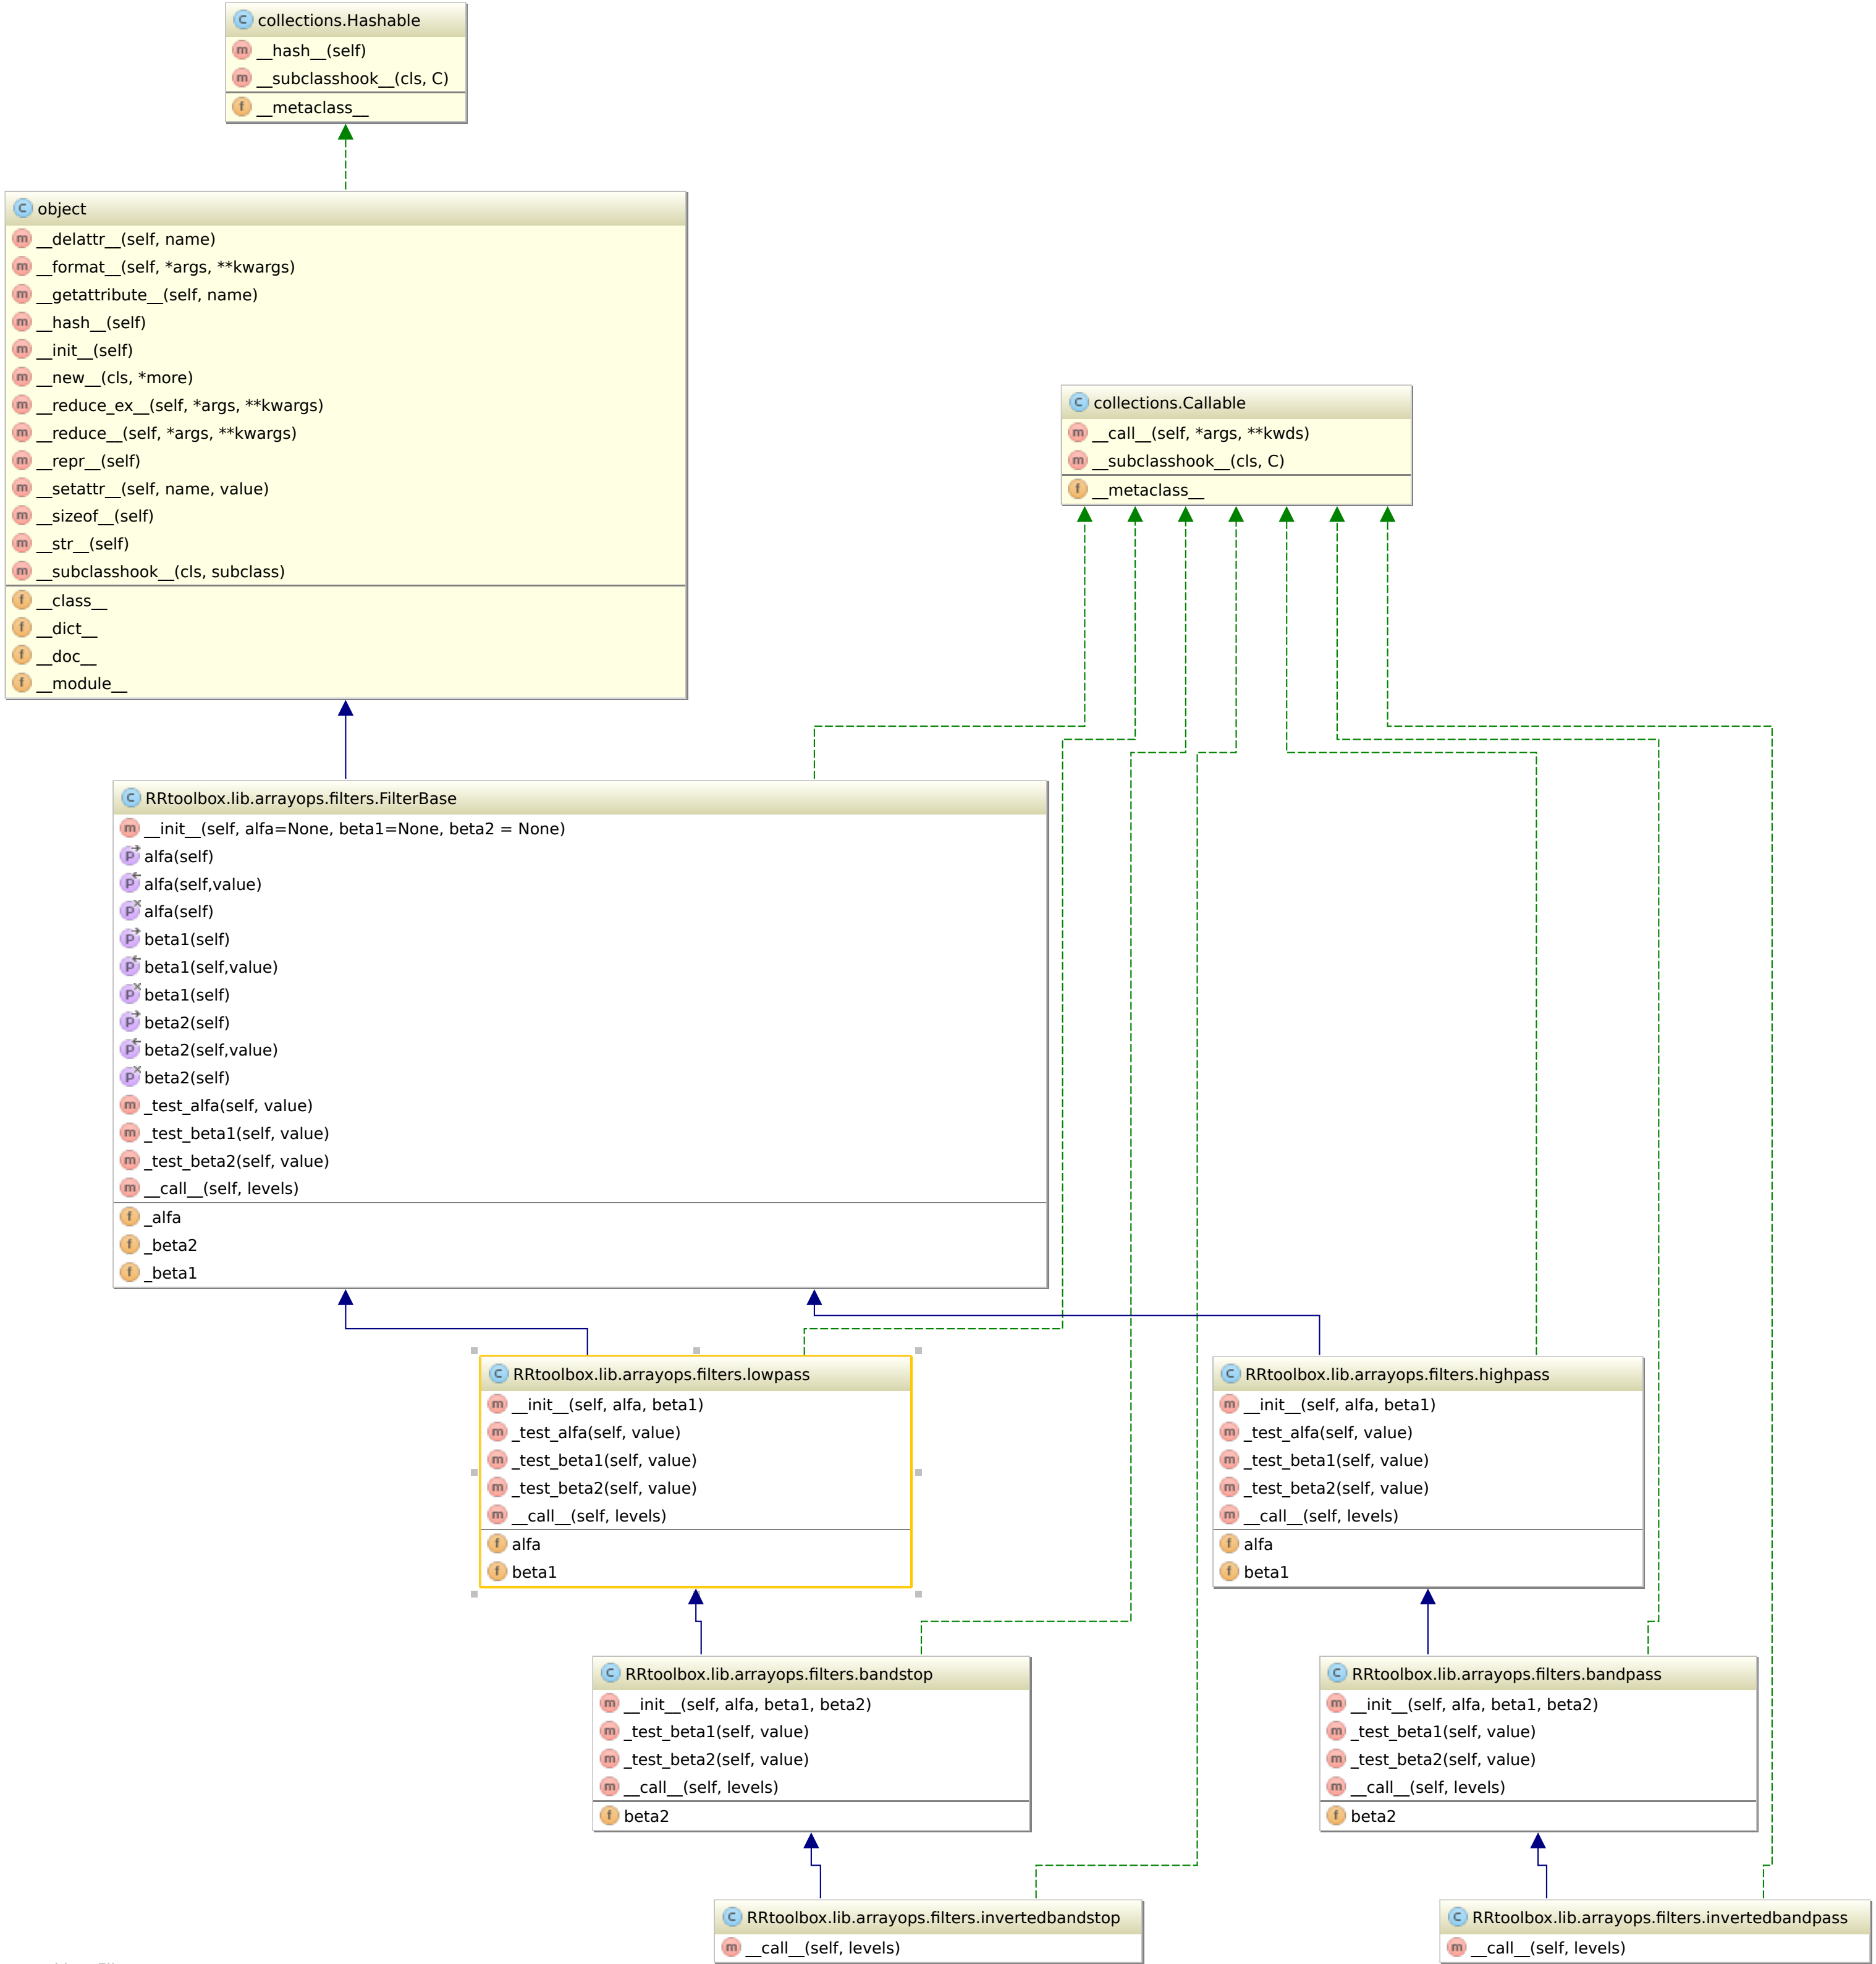 collections.Hashable
__hash__(self)
__subclasshook__(cls, C)
__metaclass__
object
__delattr__(self, name)
__format__(self, *args, **kwargs)
__getattribute__(self, name)
__hash__(self)
__init__(self)
__new__(cls, *more)
__reduce_ex__(self, *args, **kwargs)
__reduce__(self, *args, **kwargs)
__repr__(self)
__setattr__(self, name, value)
__sizeof__(self)
__str__(self)
__subclasshook__(cls, subclass)
__class__
__dict__
__doc__
__module__
collections.Callable
__call__(self, *args, **kwds)
__subclasshook__(cls, C)
__metaclass__
RRtoolbox.lib.arrayops.filters.FilterBase
__init__(self, alfa=None, beta1=None, beta2 = None)
alfa(self)
alfa(self,value)
alfa(self)
beta1(self)
beta1(self,value)
beta1(self)
beta2(self)
beta2(self,value)
beta2(self)
_test_alfa(self, value)
_test_beta1(self, value)
_test_beta2(self, value)
__call__(self, levels)
_alfa
_beta2
_beta1
RRtoolbox.lib.arrayops.filters.lowpass
__init__(self, alfa, beta1)
_test_alfa(self, value)
_test_beta1(self, value)
_test_beta2(self, value)
__call__(self, levels)
alfa
beta1
RRtoolbox.lib.arrayops.filters.highpass
__init__(self, alfa, beta1)
_test_alfa(self, value)
_test_beta1(self, value)
_test_beta2(self, value)
__call__(self, levels)
alfa
beta1
RRtoolbox.lib.arrayops.filters.bandstop
__init__(self, alfa, beta1, beta2)
_test_beta1(self, value)
_test_beta2(self, value)
__call__(self, levels)
beta2
RRtoolbox.lib.arrayops.filters.bandpass
__init__(self, alfa, beta1, beta2)
_test_beta1(self, value)
_test_beta2(self, value)
__call__(self, levels)
beta2
RRtoolbox.lib.arrayops.filters.invertedbandstop
__call__(self, levels)
RRtoolbox.lib.arrayops.filters.invertedbandpass
__call__(self, levels)